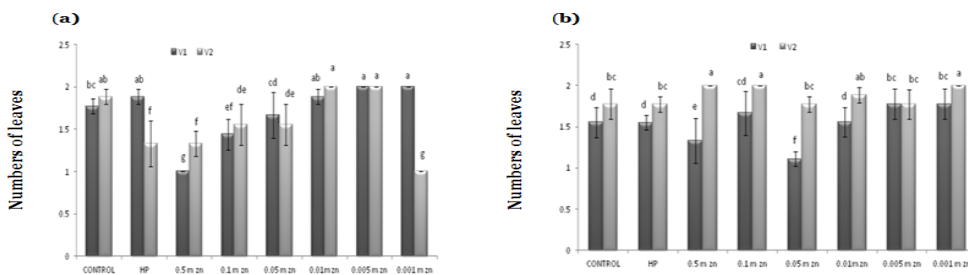 (a)
V1 V2
Numbers of leaves
2.5
2
1.5
1
0.5
0
bc ab ab f g f ef de cd de ab a a a a g
CONTROL HP 0.5 m zn 0.1 m zn 0.05 m zn 0.01m zn 0.005m zn 0.001 m zn
(b)
V1 V2
Numbers of leaves
2.5
2
1.5
1
0.5
0
d bc d bc e a cd a f bc d ab bc bc bc a
CONTROL HP 0.5 m zn 0.1 m zn 0.05 m zn 0.01 m zn 0.005 m zn 0.001 m zn